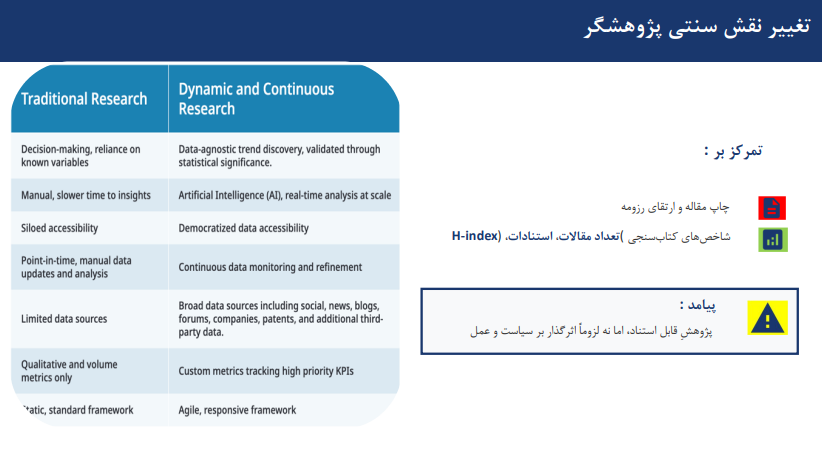 تغییر نقش سنتی پژوهشگر
Traditional Research
Dynamic and Continuous
Research
Decision-making, reliance on
known variables
Data-agnostic trend discovery, validated through
statistical significance.
Manual, slower time to insights
Artificial Intelligence (AI), real-time analysis at scale
Siloed accessibility
Democratized data accessibility
Point-in-time, manual data
updates and analysis
Continuous data monitoring and refinement
Limited data sources
Broad data sources including social, news, blogs,
forums, companies, patents, and additional third-
party data.
Qualitative and volume
metrics only
Custom metrics tracking high priority KPIs
tatic, standard framework
Agile, responsive framework
تمرکز بر :
چاپ مقاله و ارتقای رزومه
شاخص‌های کتاب‌سنجی )تعداد مقالات، استنادات، (H-index
پیامد :
پژوهشِ قابل استناد، اما نه لزوماً اثرگذار بر سیاست و عمل